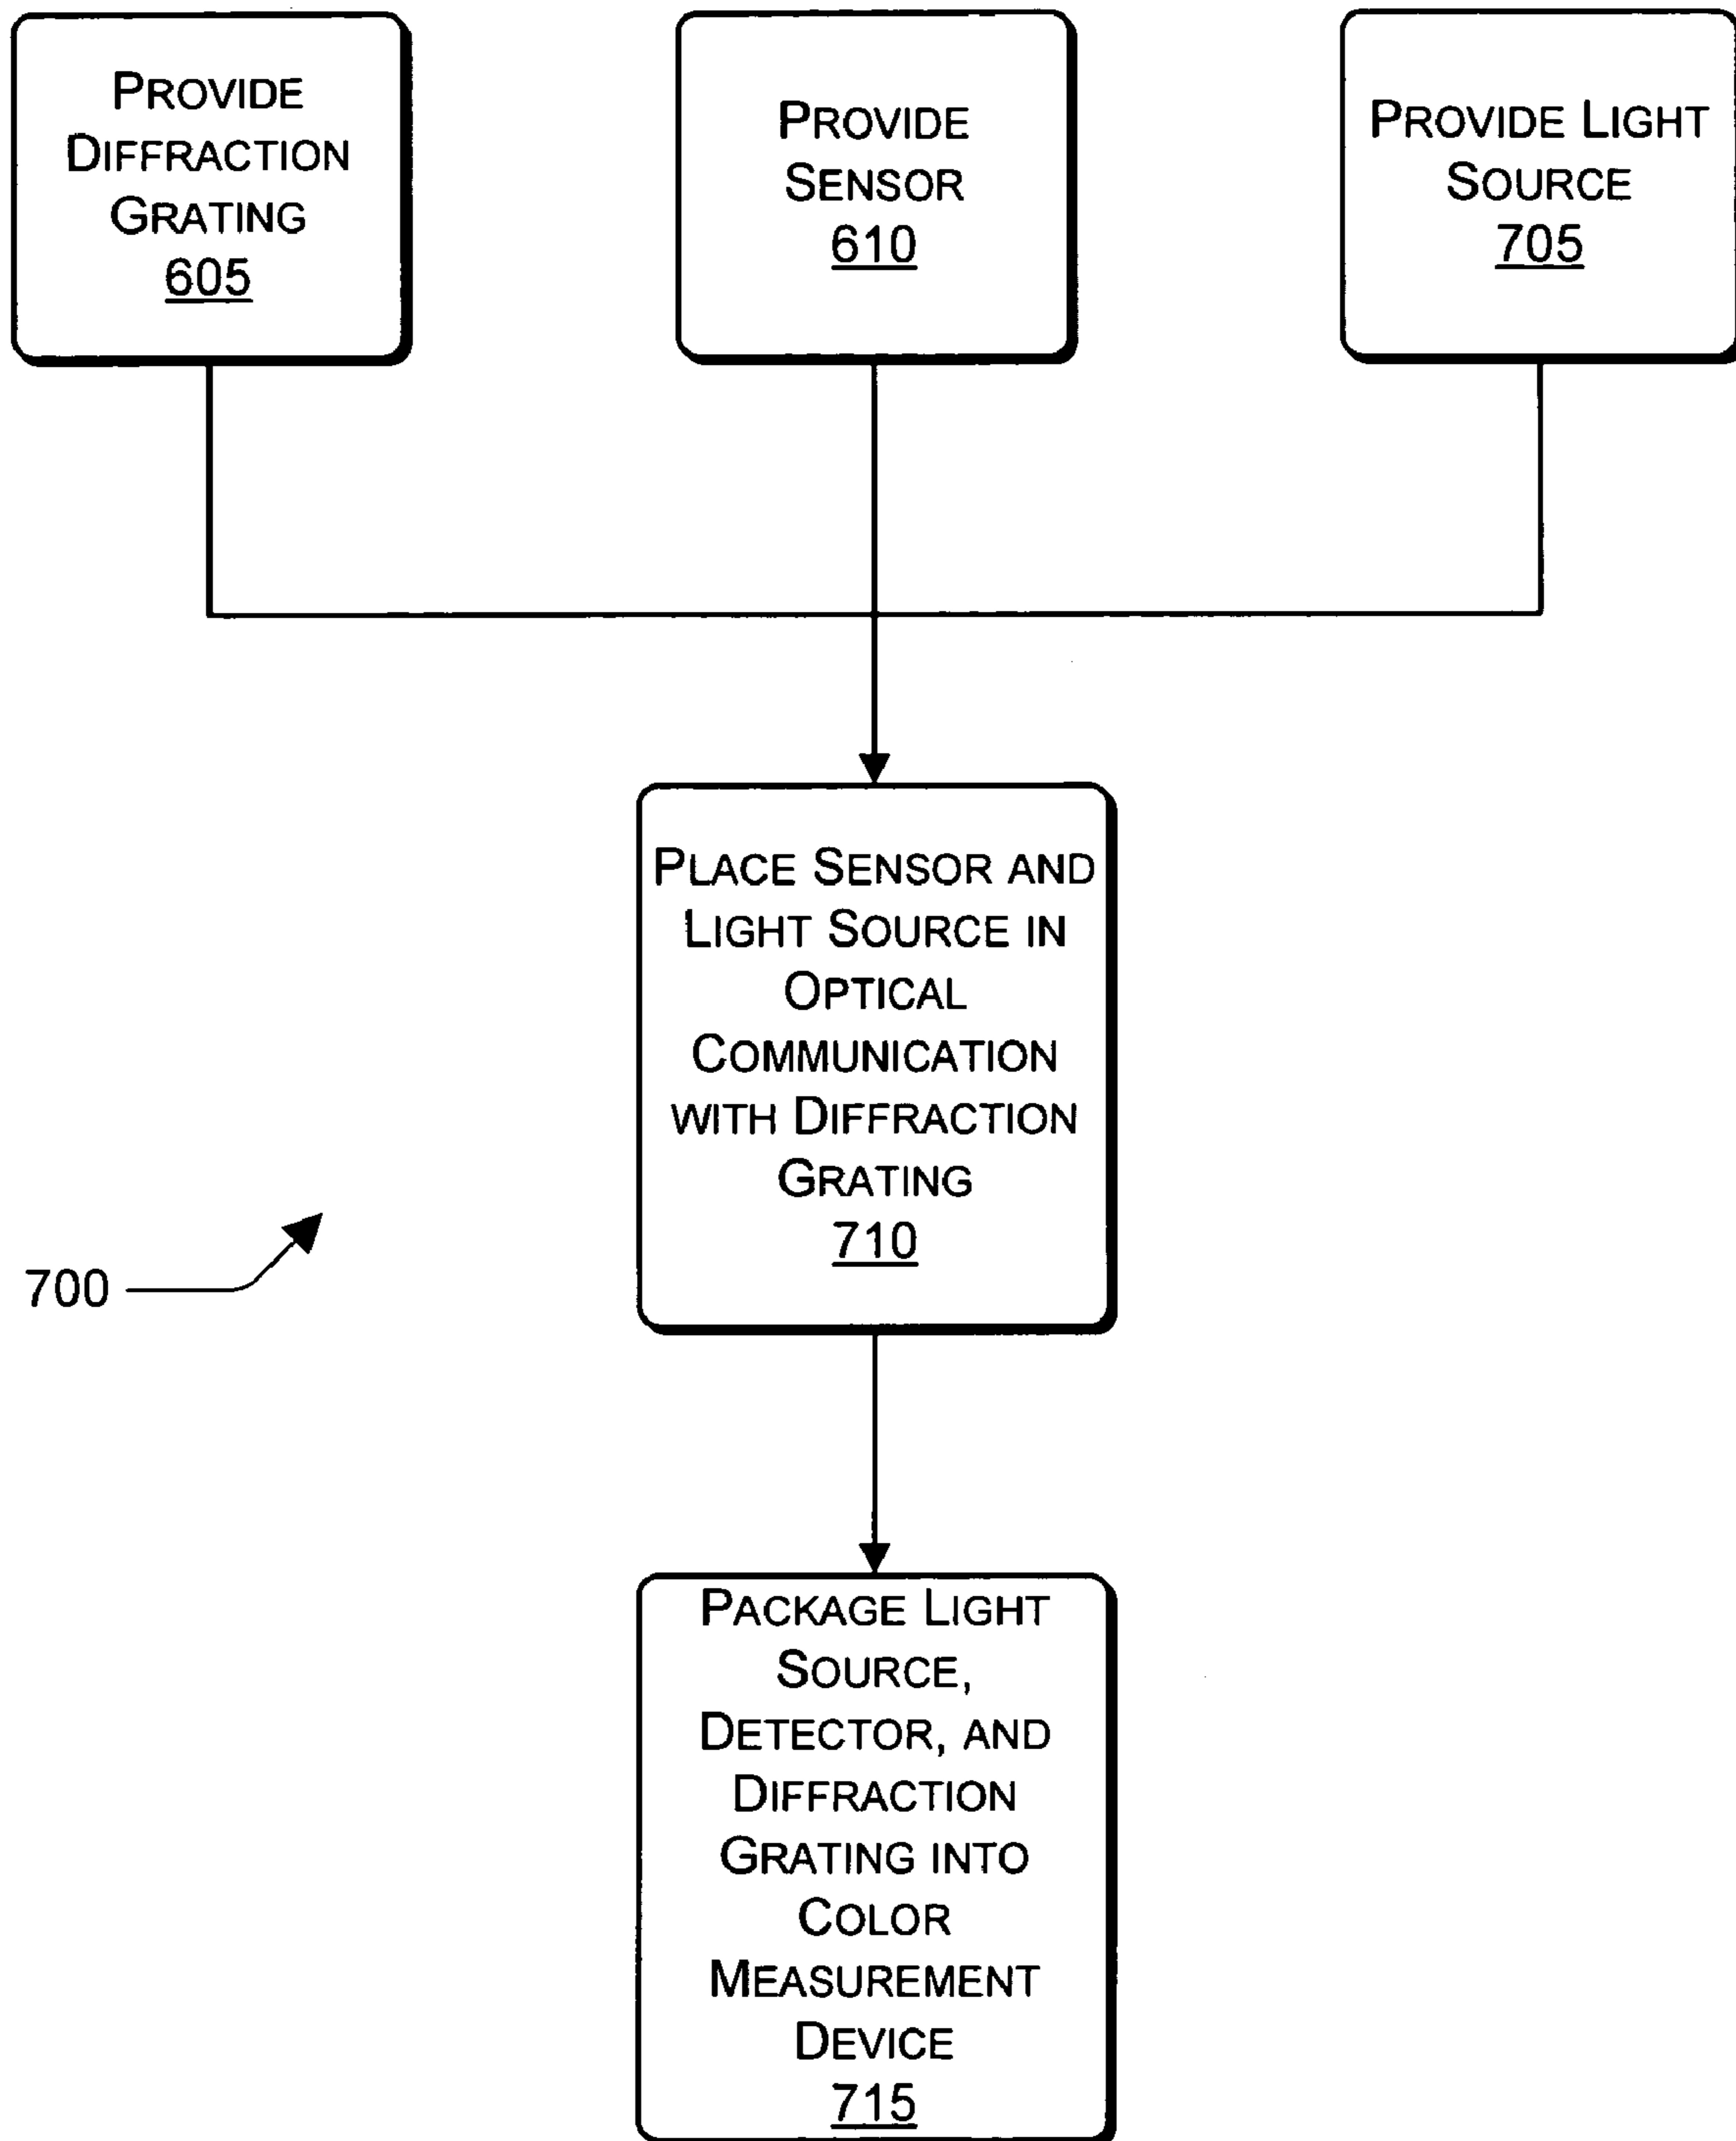 PROVIDE
DIFFRACTION
GRATING
605
PROVIDE
SENSOR
610
PROVIDE LIGHT
SOURCE
705
PLACE SENSOR AND
LIGHT SOURCE IN
OPTICAL
COMMUNICATION
WITH DIFFRACTION
GRATING
710
700
PACKAGE LIGHT
SOURCE,
DETECTOR, AND
DIFFRACTION
GRATING INTO
COLOR
MEASUREMENT
DEVICE
715